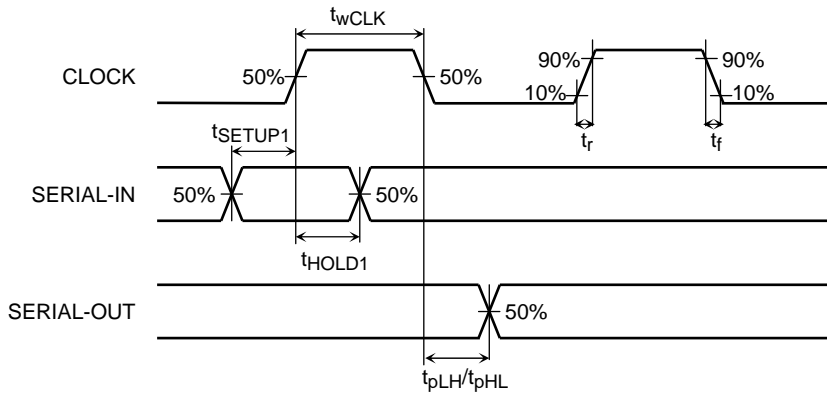 twCLK
CLOCK 50% 50% 90% 90%
10% 10%
tSETUP1 tr tf
SERIAL-IN 50% 50%
tHOLD1
SERIAL-OUT 50%
tpLH/tpHL